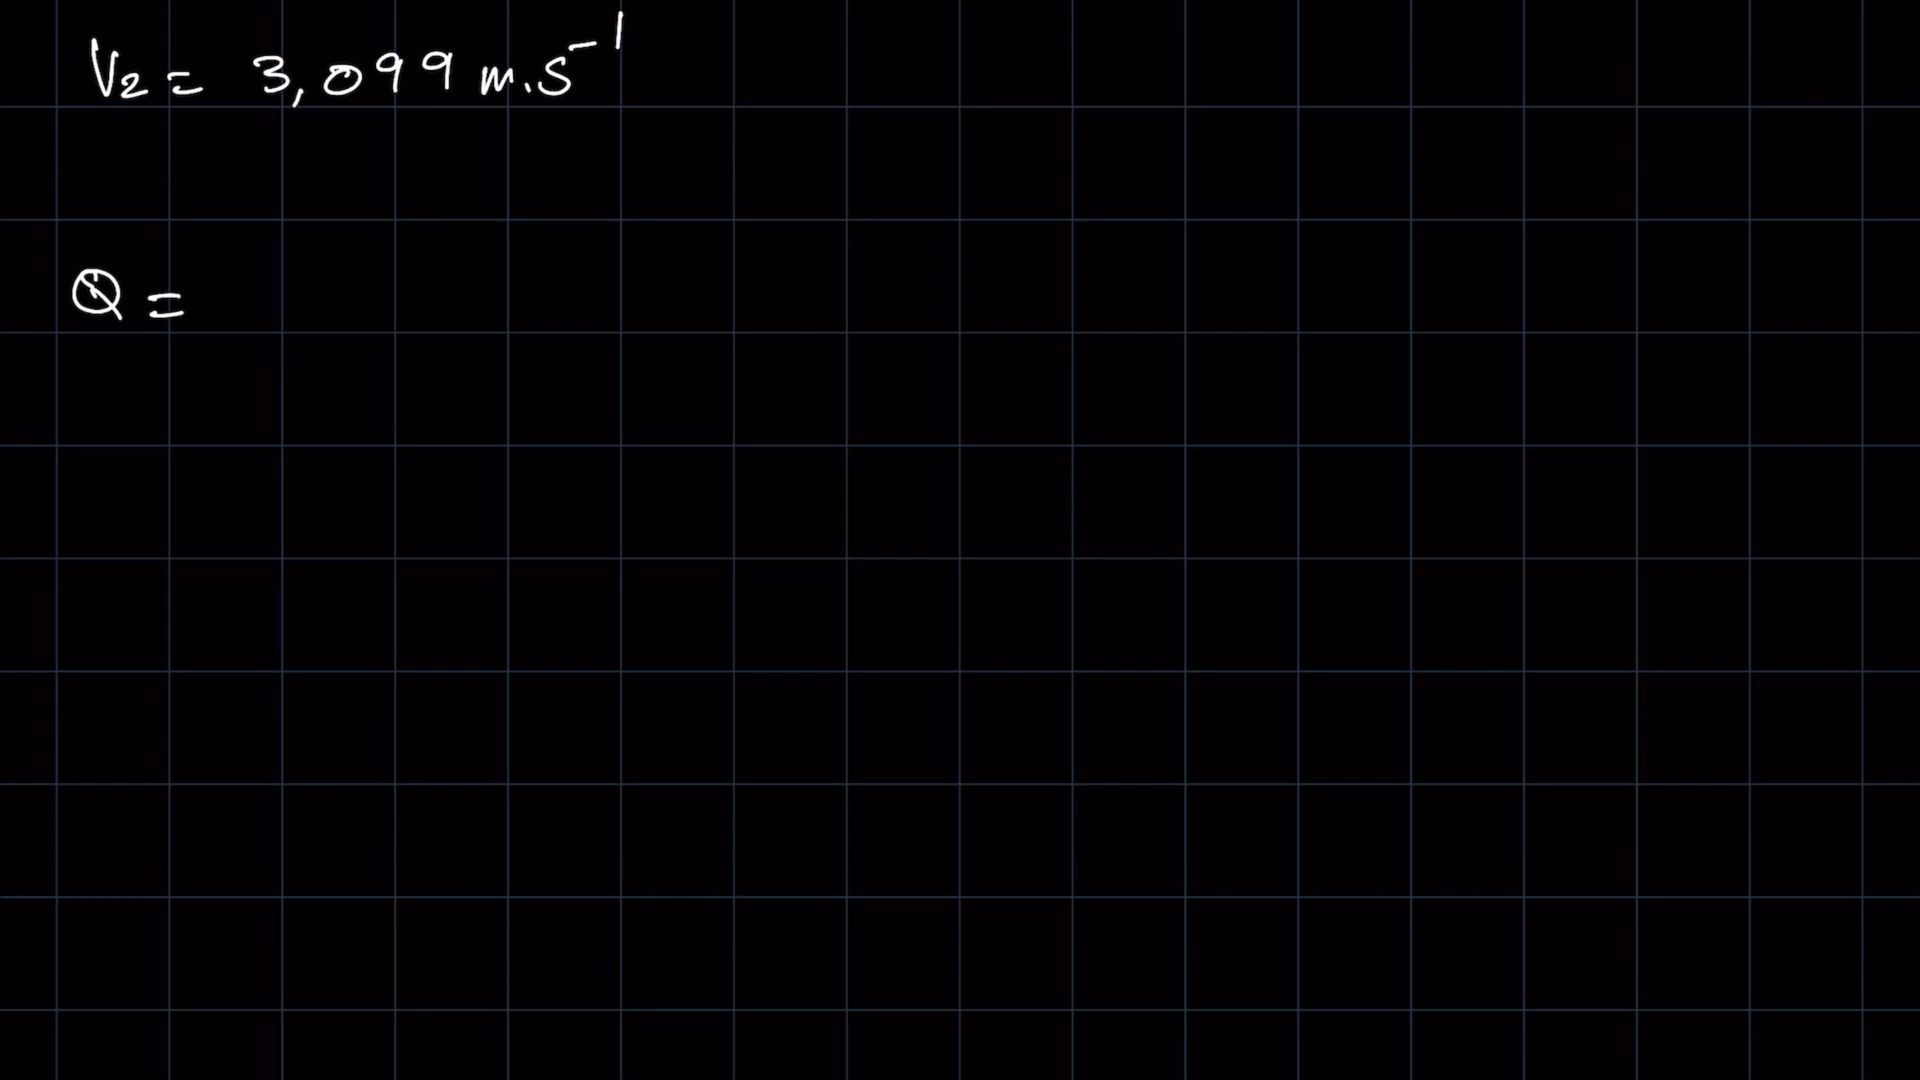 V₂ = 3,099 m.s⁻¹
Q =